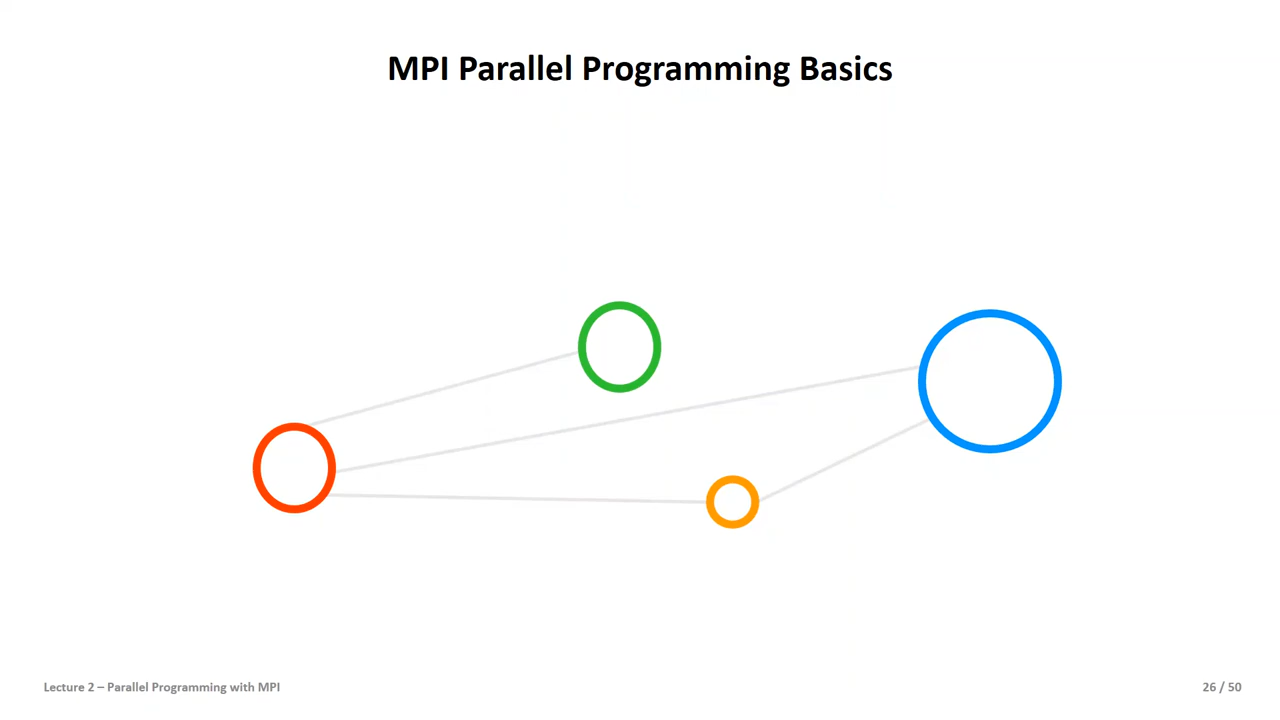 MPI Parallel Programming Basics
Lecture 2 – Parallel Programming with MPI
26 / 50